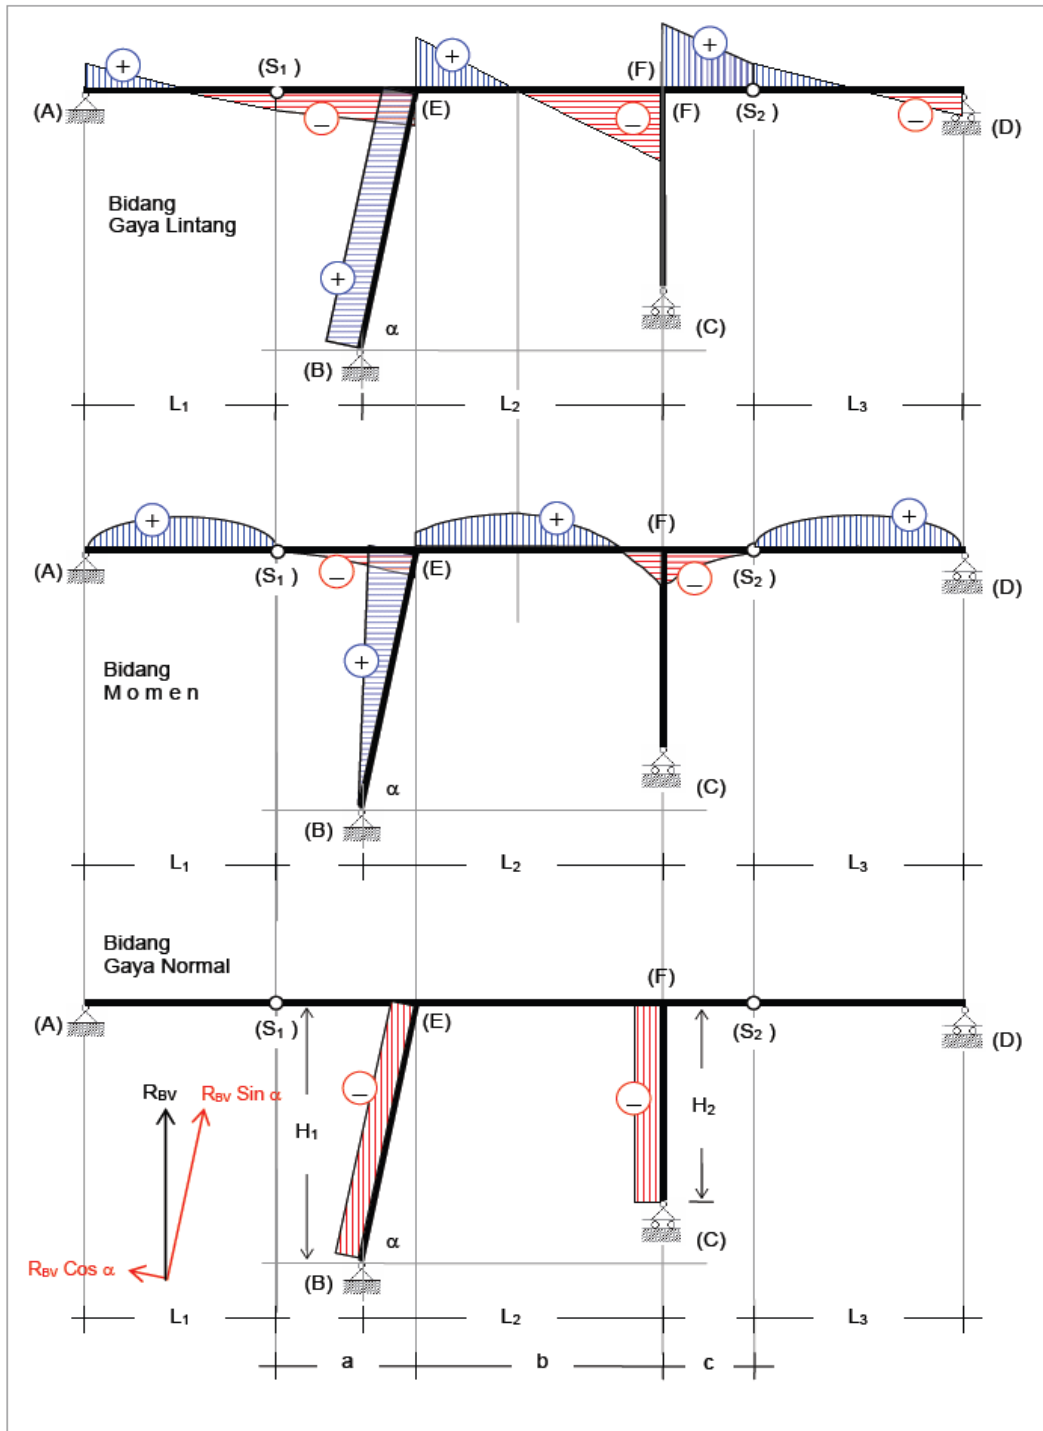 +
+
+
(S₁ )
(F)
(A)
(E)
(F)
(S₂ )
(D)
−
−
−
Bidang
Gaya Lintang
+
α
(B)
(C)
L₁
L₂
L₃
+
+
+
(F)
(A)
(S₁ )
−
(E)
−
(S₂ )
(D)
Bidang
M o m e n
+
α
(B)
(C)
L₁
L₂
L₃
Bidang
Gaya Normal
(F)
(A)
(S₁ )
(E)
(S₂ )
(D)
RBV
RBV Sin α
−
−
H₁
H₂
RBV Cos α
α
(B)
(C)
L₁
L₂
L₃
a
b
c